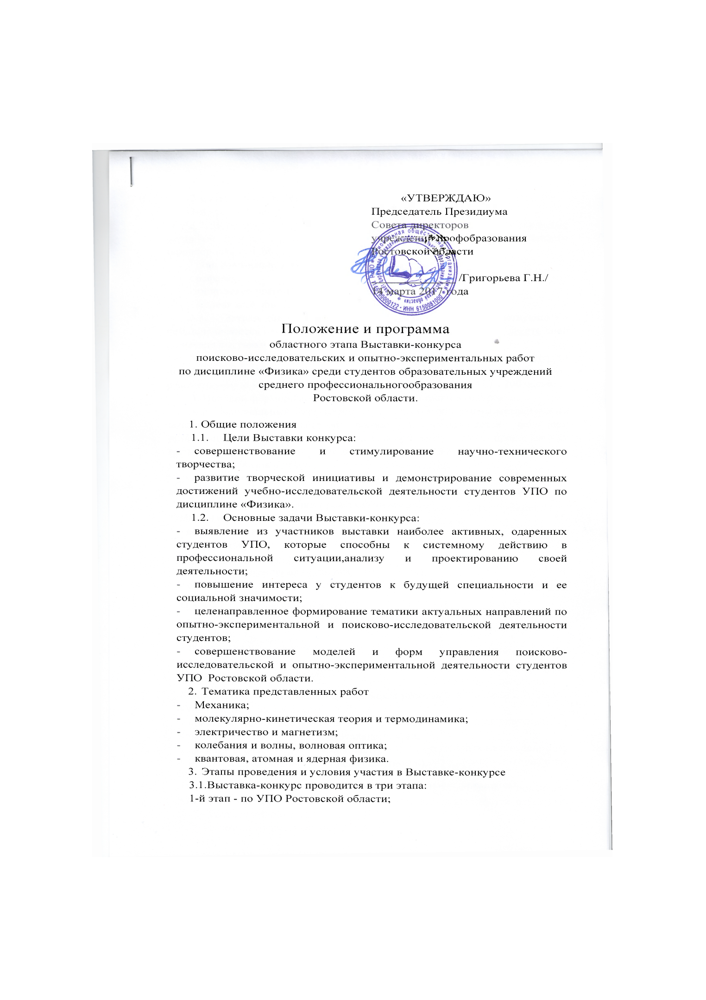 «УТВЕРЖДАЮ»
Председатель Президиума
Совета директоров
учреждений Профобразования
Ростовской области
/Григорьева Г.Н./
14 марта 2017 года
ИНН 6150081000
Положение и программа
областного этапа Выставки-конкурса
поисково-исследовательских и опытно-экспериментальных работ
по дисциплине «Физика» среди студентов образовательных учреждений
среднего профессиональногообразования
Ростовской области.
1. Общие положения
1.1. Цели Выставки конкурса:
- совершенствование и стимулирование научно-технического
творчества;
- развитие творческой инициативы и демонстрирование современных
достижений учебно-исследовательской деятельности студентов УПО по
дисциплине «Физика».
1.2. Основные задачи Выставки-конкурса:
- выявление из участников выставки наиболее активных, одаренных
студентов УПО, которые способны к системному действию в
профессиональной ситуации,анализу и проектированию своей
деятельности;
- повышение интереса у студентов к будущей специальности и ее
социальной значимости;
- целенаправленное формирование тематики актуальных направлений по
опытно-экспериментальной и поисково-исследовательской деятельности
студентов;
- совершенствование моделей и форм управления поисково-
исследовательской и опытно-экспериментальной деятельности студентов
УПО Ростовской области.
2. Тематика представленных работ
- Механика;
- молекулярно-кинетическая теория и термодинамика;
- электричество и магнетизм;
- колебания и волны, волновая оптика;
- квантовая, атомная и ядерная физика.
3. Этапы проведения и условия участия в Выставке-конкурсе
3.1.Выставка-конкурс проводится в три этапа:
1-й этап - по УПО Ростовской области;